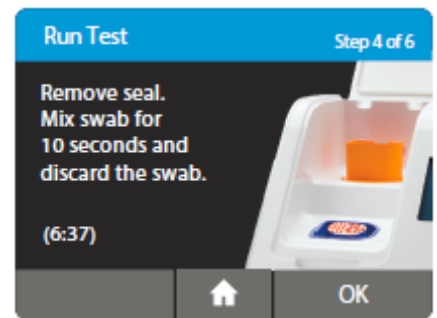 Run Test
Step 4 of 6
Remove seal.
Mix swab for
10 seconds and
discard the swab.
(6:37)
OK